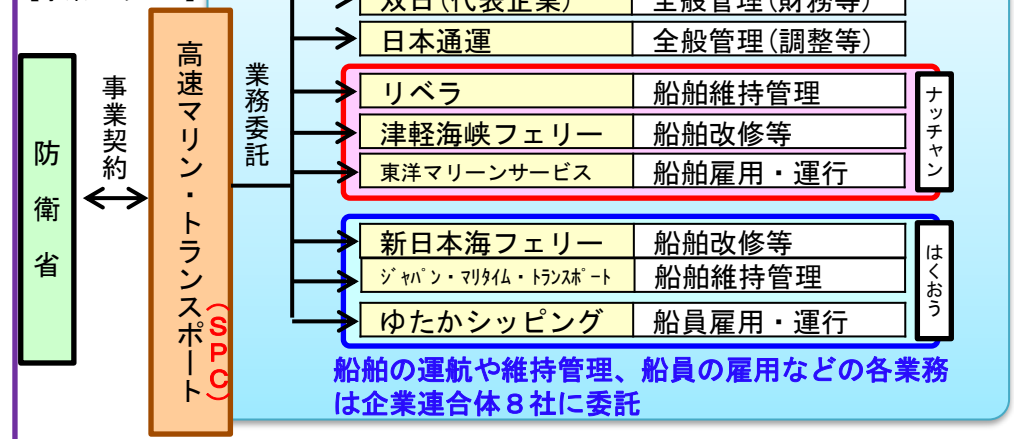 双日(代表企業) 全般管理(財務等)
日本通運 全般管理(調整等)
防衛省
事業契約
高速マリン・トランスポート
(SPC)
業務委託
リベラ 船舶維持管理
津軽海峡フェリー 船舶改修等
東洋マリーンサービス 船舶雇用・運行
ナッチャン
新日本海フェリー 船舶改修等
ｼﾞｬﾊﾟﾝ・ﾏﾘﾀｲﾑ・ﾄﾗﾝｽﾎﾟｰﾄ 船舶維持管理
ゆたかシッピング 船員雇用・運行
はくおう
船舶の運航や維持管理、船員の雇用などの各業務
は企業連合体８社に委託